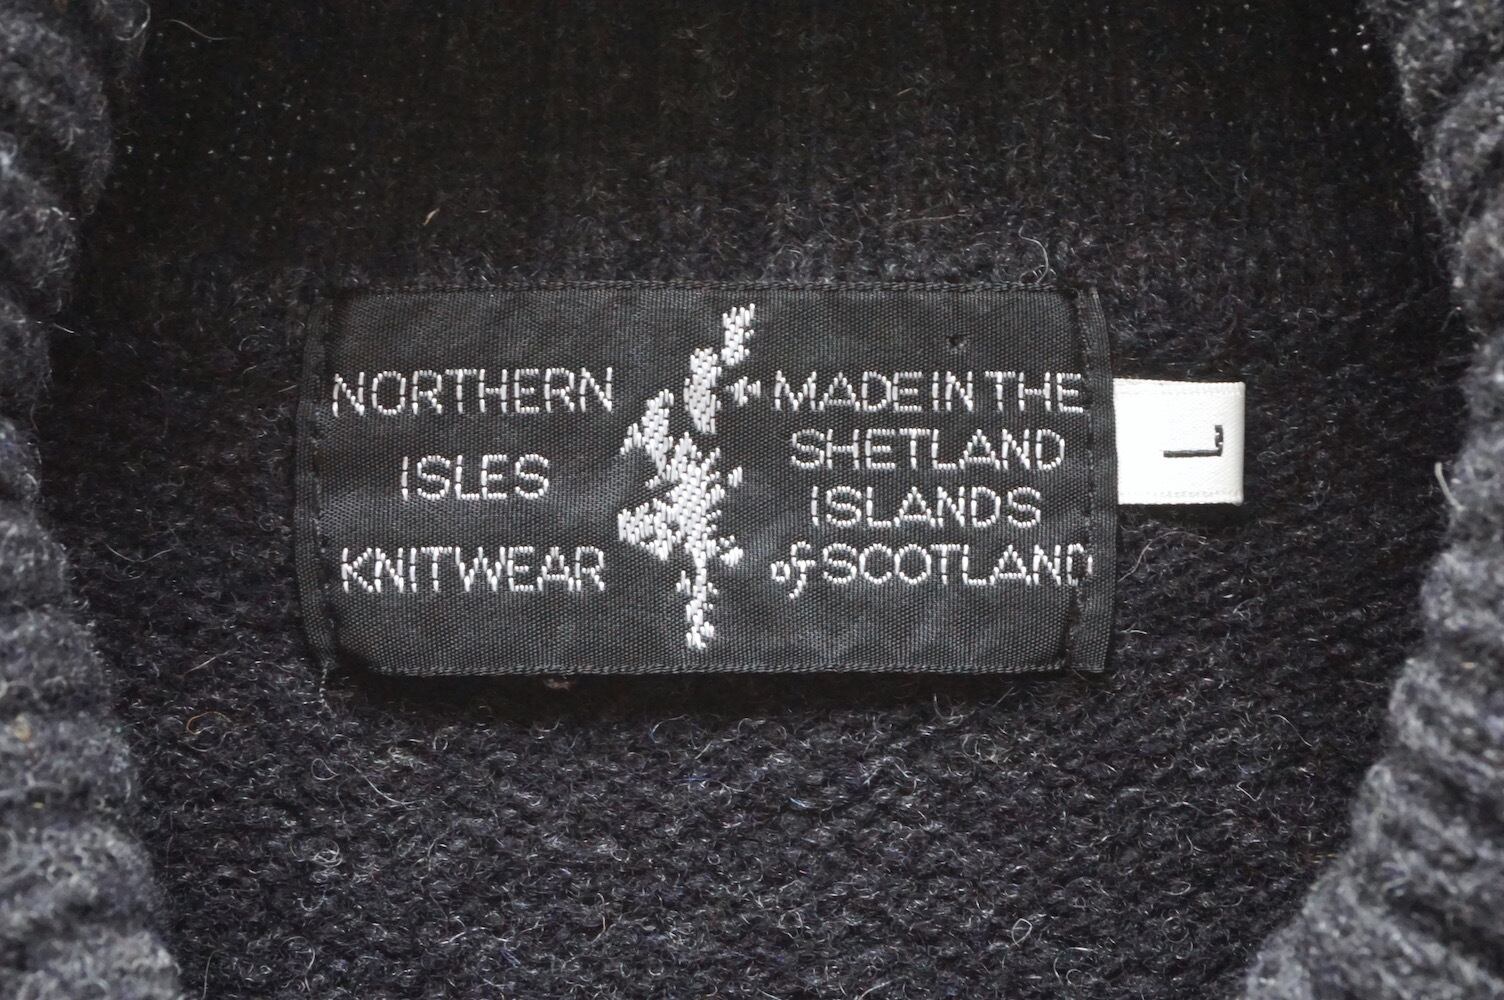 NORTHERN
ISLES
KNITWEAR
MADE IN THE
SHETLAND
ISLANDS
of SCOTLAND
L